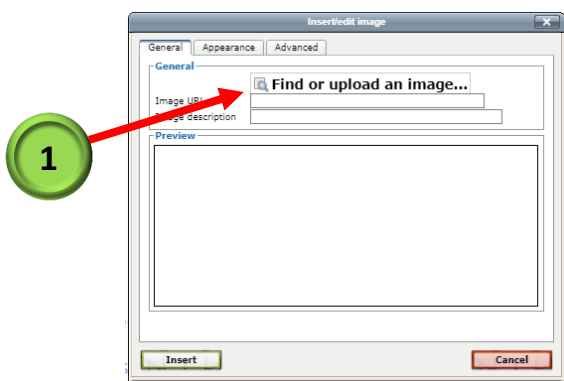 Insert/edit image
General Appearance Advanced
General
Find or upload an image...
Image URL
Image description
1
Preview
Insert Cancel